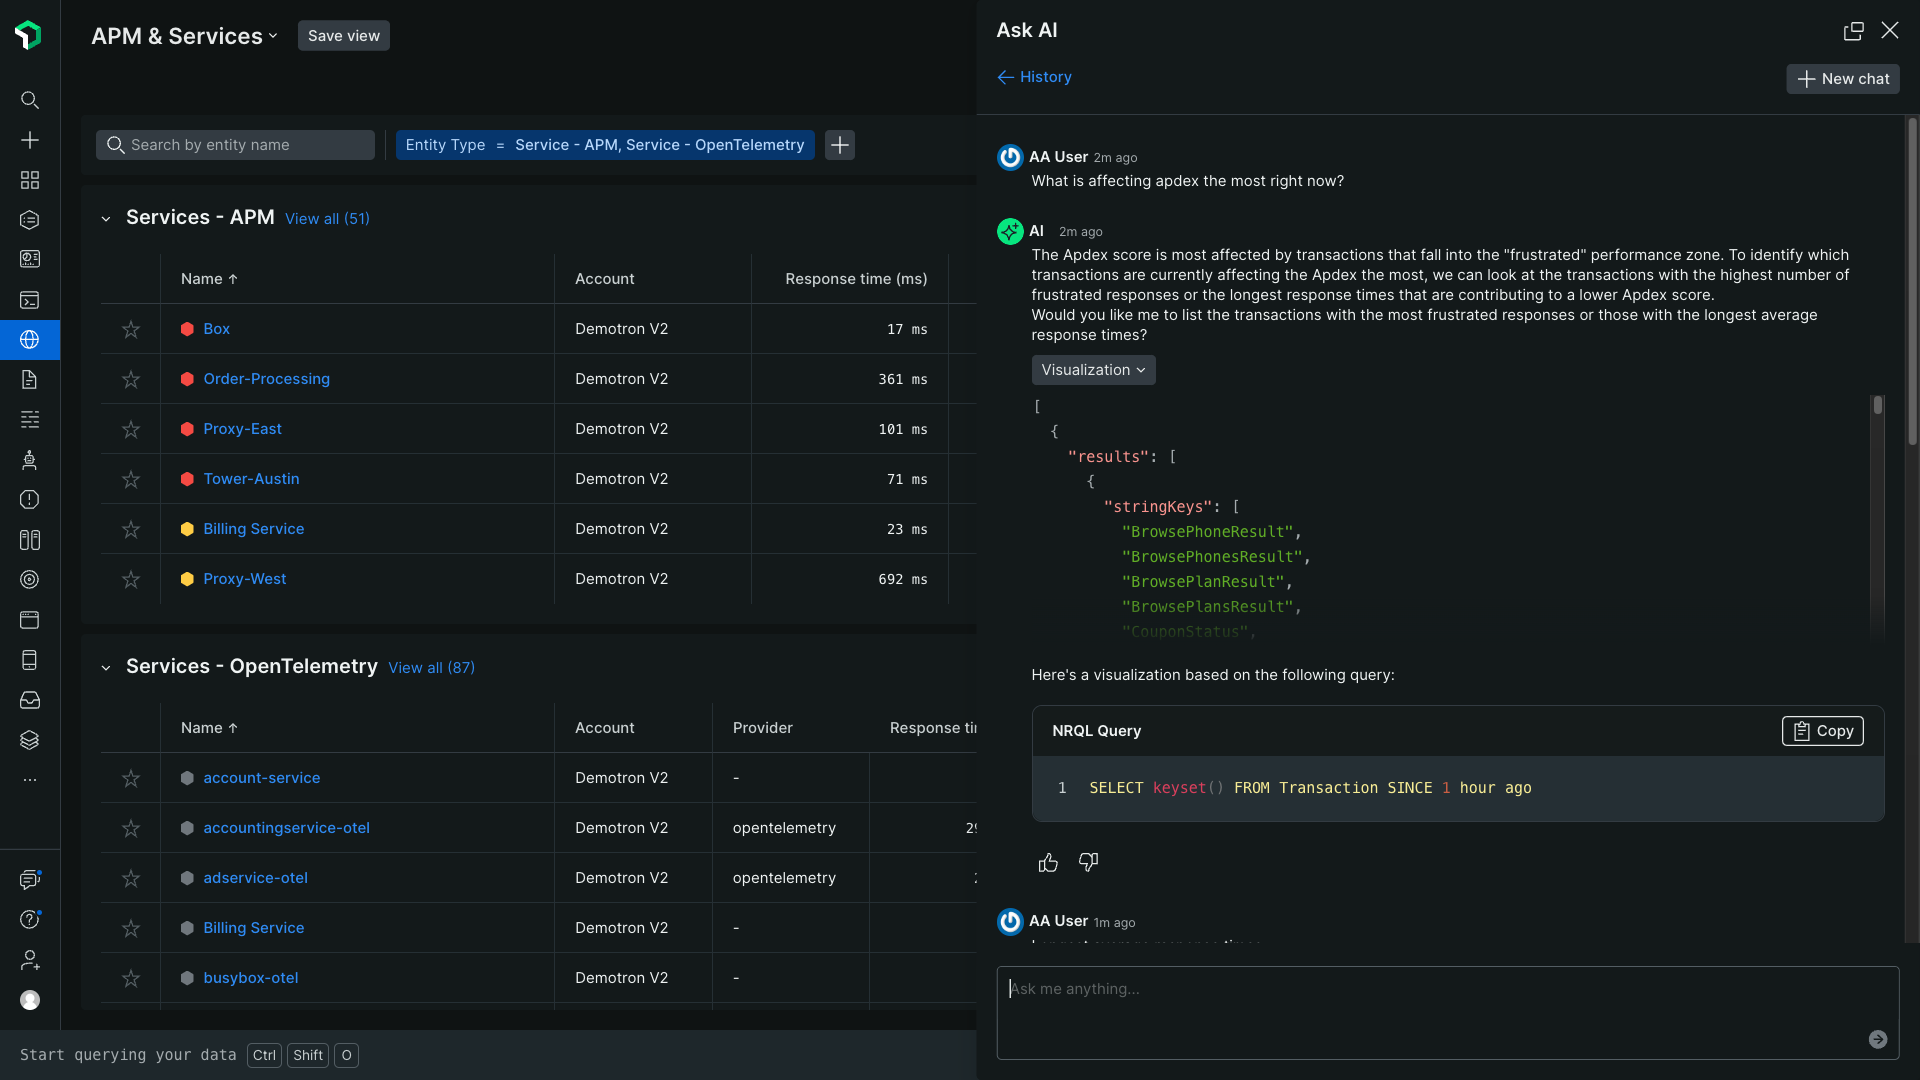 APM & Services
Save view
Search by entity name
Entity Type = Service - APM, Service - OpenTelemetry
Services - APM View all (51)
Name ↑ Account Response time (ms)
Box Demotron V2 17 ms
Order-Processing Demotron V2 361 ms
Proxy-East Demotron V2 101 ms
Tower-Austin Demotron V2 71 ms
Billing Service Demotron V2 23 ms
Proxy-West Demotron V2 692 ms
Services - OpenTelemetry View all (87)
Name ↑ Account Provider Response
account-service Demotron V2 -
accountingservice-otel Demotron V2 opentelemetry
adservice-otel Demotron V2 opentelemetry
Billing Service Demotron V2 -
busybox-otel Demotron V2 -
Start querying your data Ctrl Shift O
Ask AI
← History
New chat
AA User 2m ago
What is affecting apdex the most right now?
AI 2m ago
The Apdex score is most affected by transactions that fall into the "frustrated" performance zone. To identify which
transactions are currently affecting the Apdex the most, we can look at the transactions with the highest number of
frustrated responses or the longest response times that are contributing to a lower Apdex score.
Would you like me to list the transactions with the most frustrated responses or those with the longest average
response times?
Visualization
[
{
"results": [
{
"stringKeys": [
"BrowsePhoneResult",
"BrowsePhonesResult",
"BrowsePlanResult",
"BrowsePlansResult",
"CouponStatus",
Here's a visualization based on the following query:
NRQL Query
Copy
1 SELECT keyset() FROM Transaction SINCE 1 hour ago
AA User 1m ago
Ask me anything...